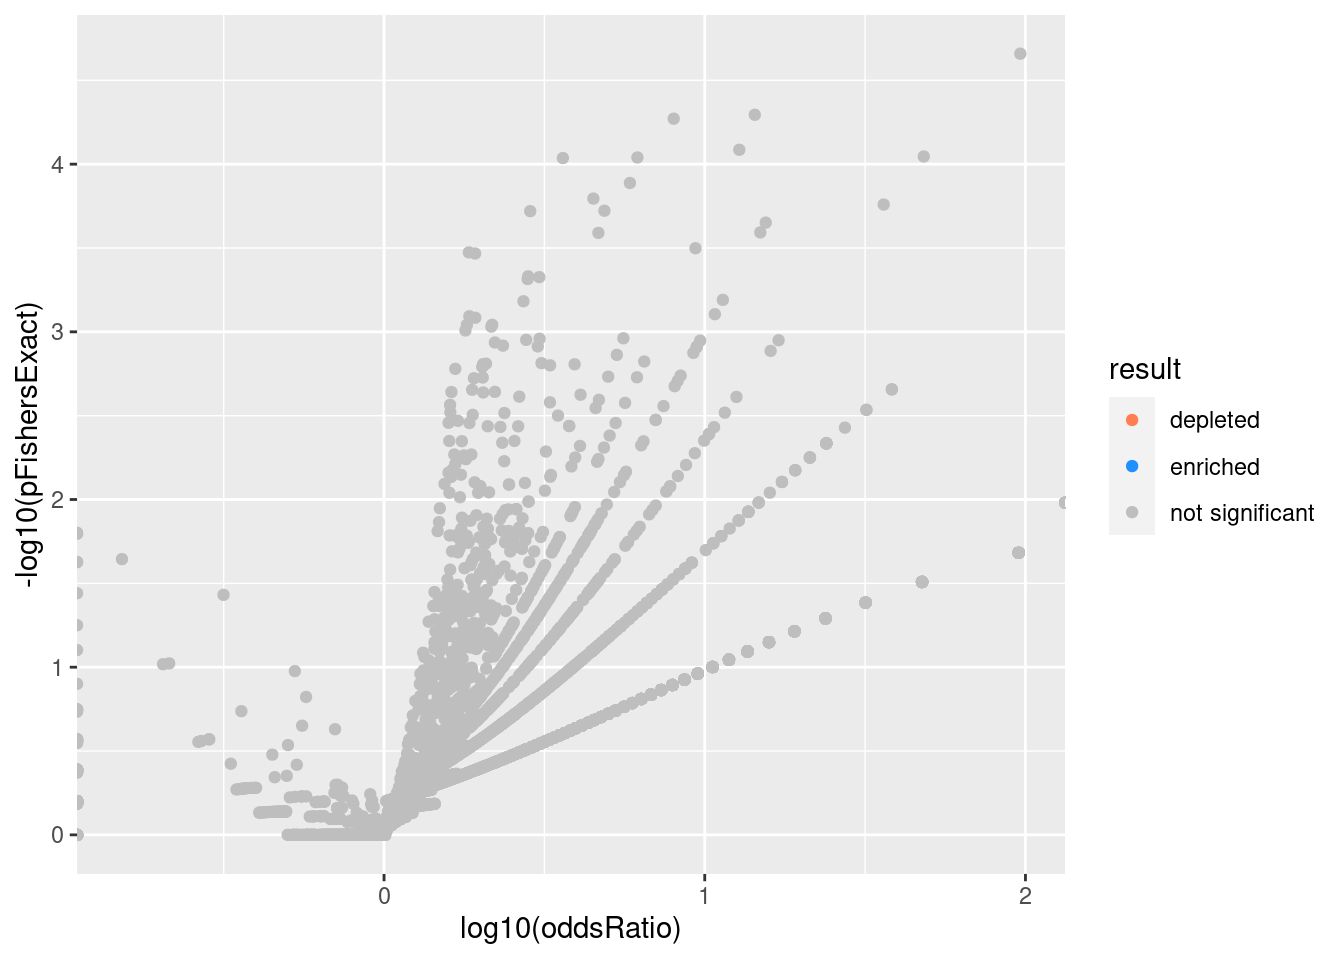 -log10(pFishersExact)
4
3
2
1
0
0
1
2
log10(oddsRatio)
result
depleted
enriched
not significant